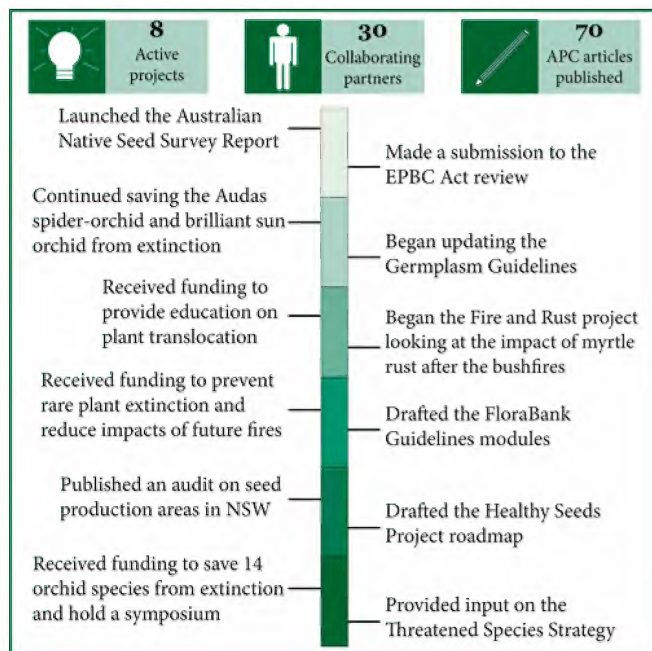 8
Active
projects
30
Collaborating
partners
70
APC articles
published
Launched the Australian
Native Seed Survey Report
Made a submission to the
EPBC Act review
Continued saving the Audas
spider-orchid and brilliant sun
orchid from extinction
Began updating the
Germplasm Guidelines
Received funding to
provide education on
plant translocation
Began the Fire and Rust project
looking at the impact of myrtle
rust after the bushfires
Received funding to prevent
rare plant extinction and
reduce impacts of future fires
Drafted the FloraBank
Guidelines modules
Published an audit on seed
production areas in NSW
Drafted the Healthy Seeds
Project roadmap
Received funding to save 14
orchid species from extinction
and hold a symposium
Provided input on the
Threatened Species Strategy